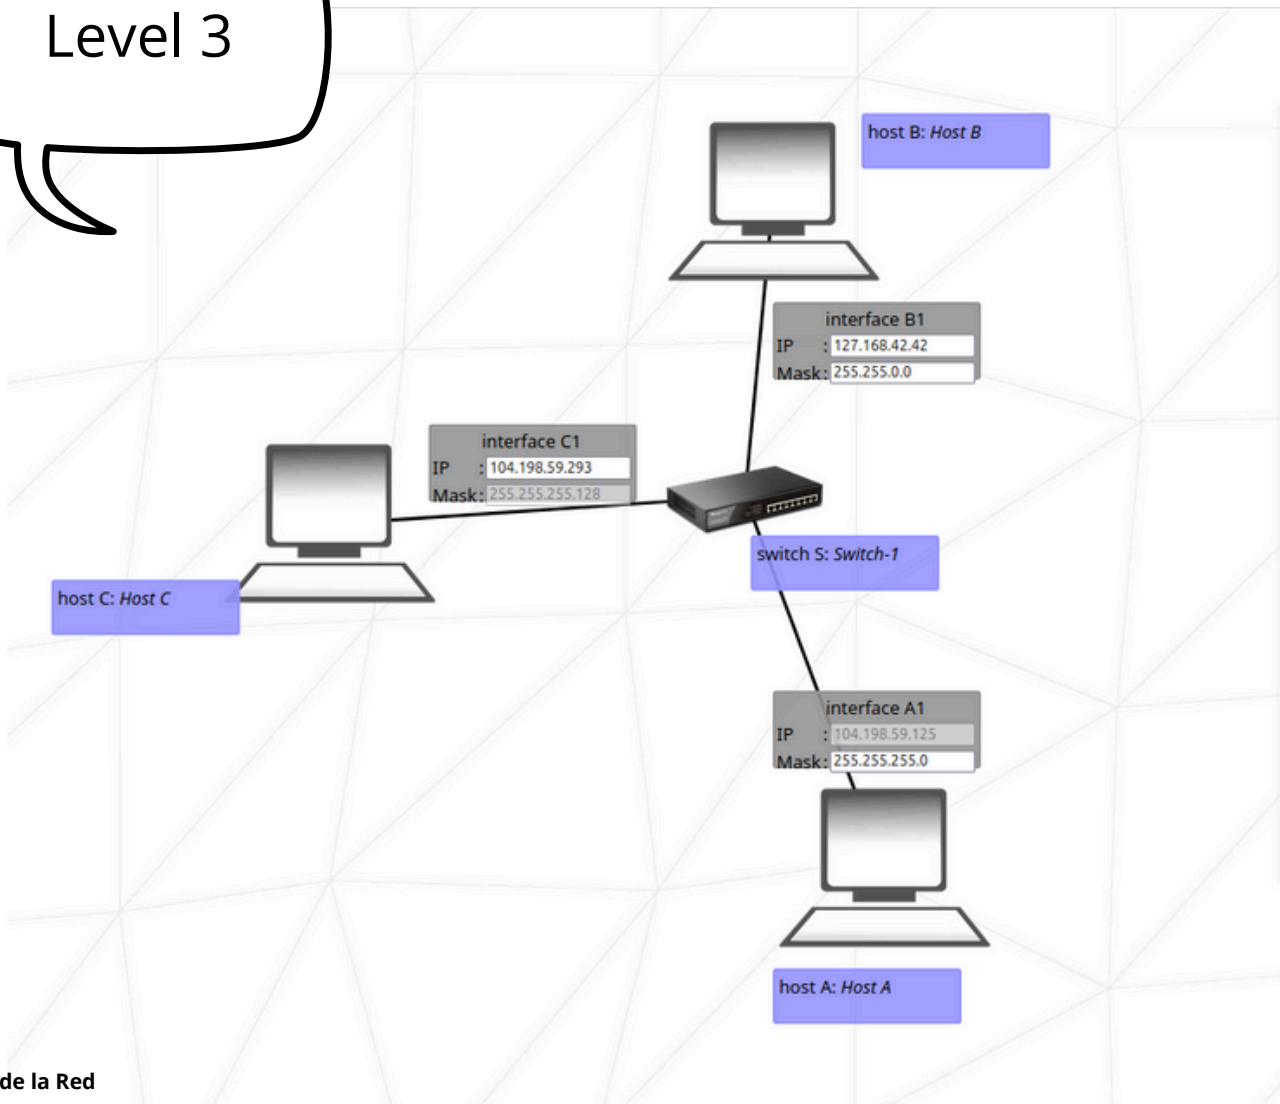 Level 3
host B: Host B
interface B1
IP : 127.168.42.42
Mask: 255.255.0.0
interface C1
IP : 104.198.59.293
Mask: 255.255.255.128
switch S: Switch-1
host C: Host C
interface A1
IP : 104.198.59.125
Mask: 255.255.255.0
host A: Host A
de la Red